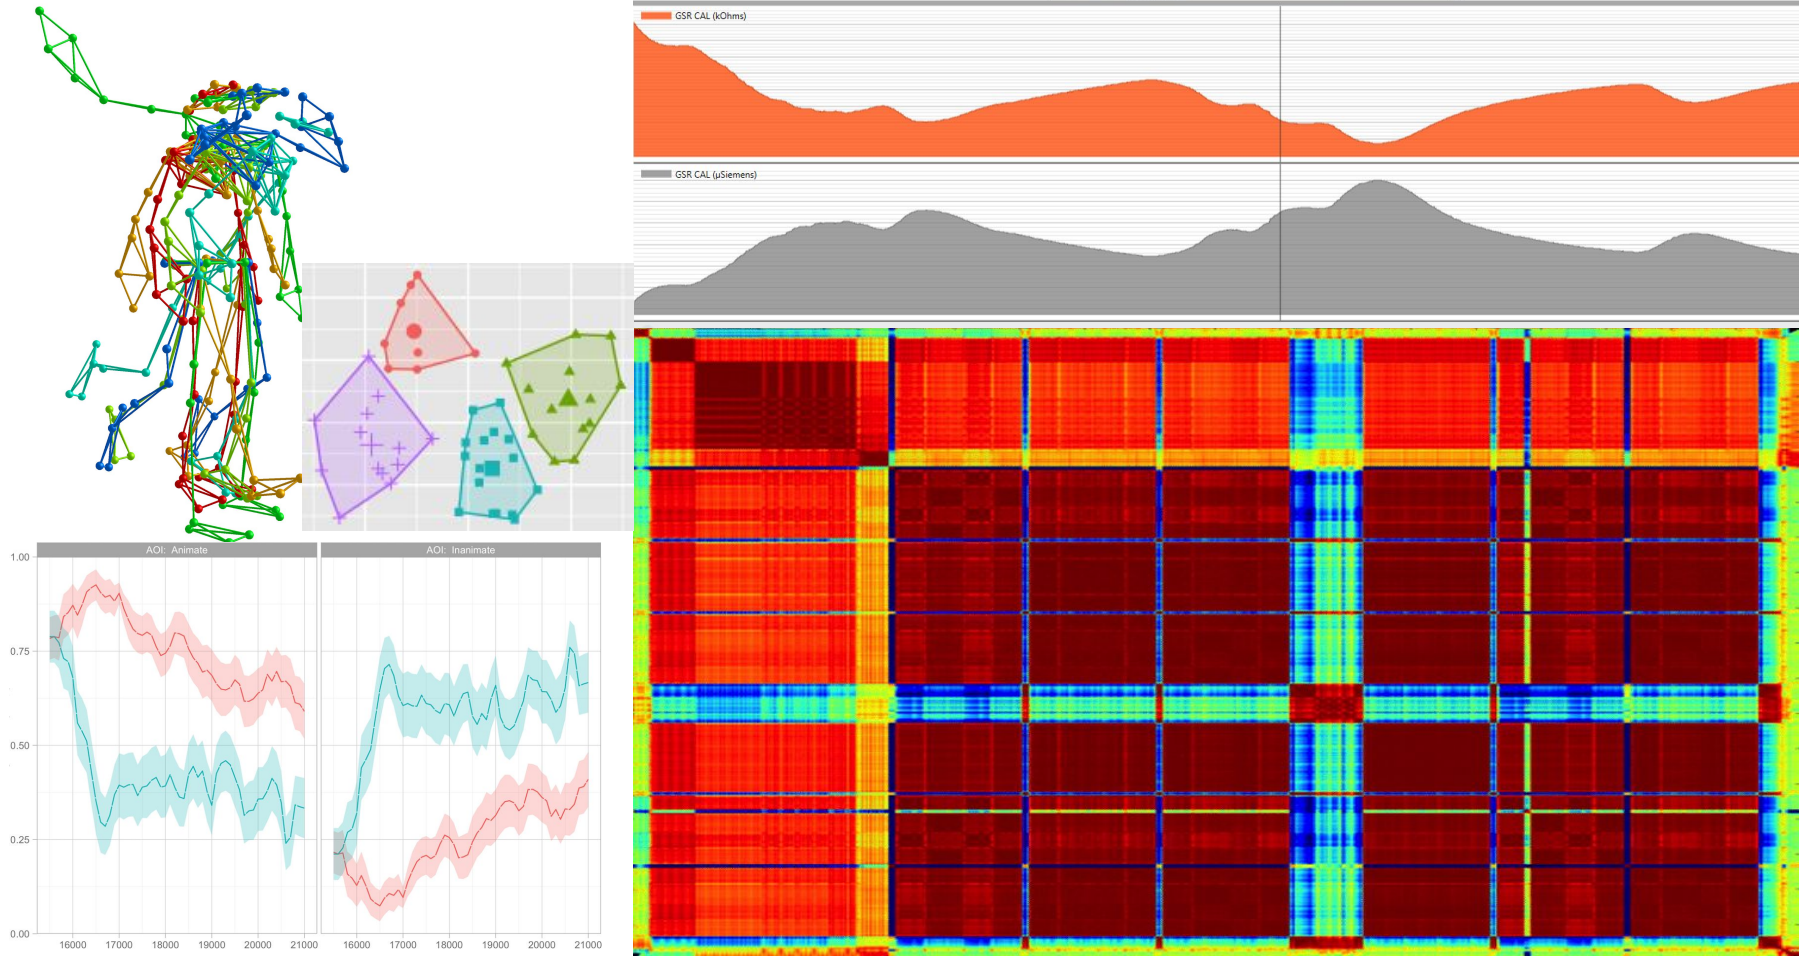 GSR CAL (kOhms)
GSR CAL (µSiemens)
AOI: Animate
AOI: Inanimate
1.00
0.75
0.50
0.25
0.00
16000 17000 18000 19000 20000 21000
16000 17000 18000 19000 20000 21000